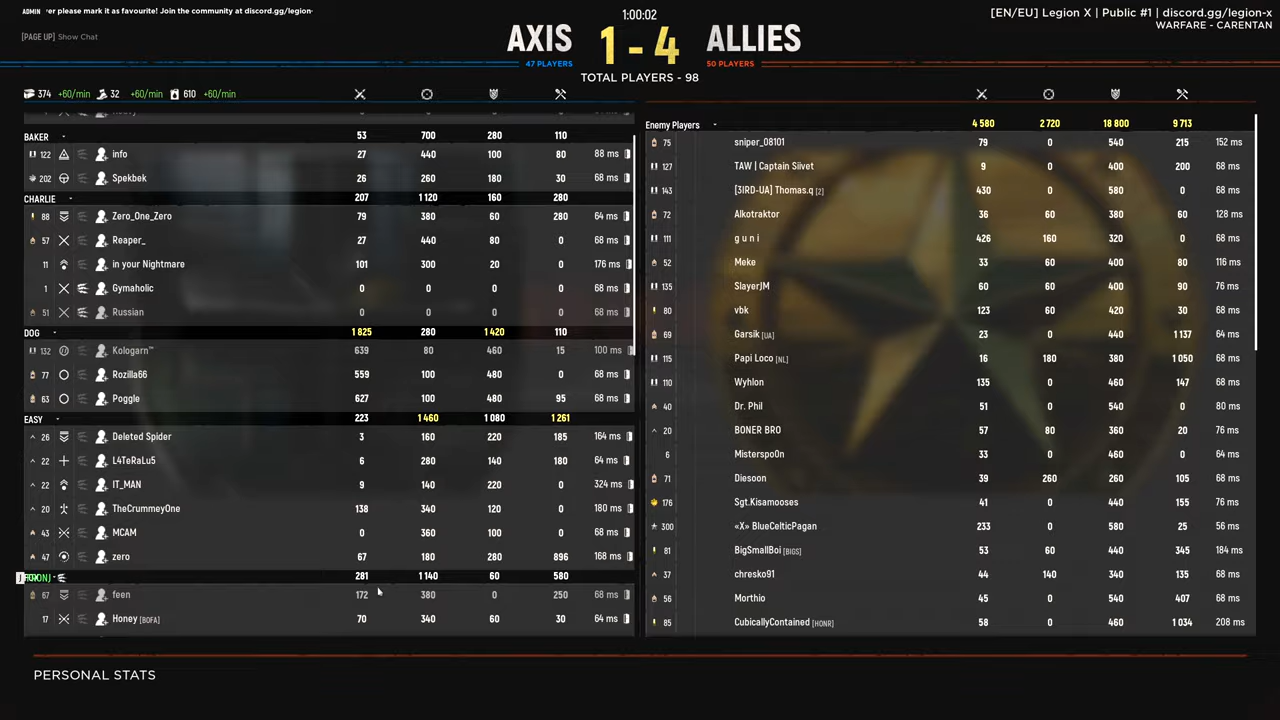 ADMIN er please mark it as favourite! Join the community at discord.gg/legion-
[PAGE UP] Show Chat
1:00:02
AXIS 1 - 4 ALLIES
47 PLAYERS 50 PLAYERS
TOTAL PLAYERS - 98
[EN/EU] Legion X | Public #1 | discord.gg/legion-x
WARFARE - CARENTAN
374 +60/min 32 +60/min 610 +60/min
BAKER 53 700 280 110
122 info 27 440 100 80 88 ms
202 Spekbek 26 260 180 30 68 ms
CHARLIE 207 1 120 160 280
88 Zero_One_Zero 79 380 60 280 64 ms
57 Reaper_ 27 440 80 0 68 ms
11 in your Nightmare 101 300 20 0 176 ms
1 Gymaholic 0 0 0 0 68 ms
51 Russian 0 0 0 0 68 ms
DOG 1 825 280 1 420 110
132 Kologarn™ 639 80 460 15 100 ms
77 Rozilla66 559 100 480 0 68 ms
63 Poggle 627 100 480 95 68 ms
EASY 223 1 460 1 080 1 261
26 Deleted Spider 3 160 220 185 164 ms
22 L4TeRaLu5 6 280 140 180 64 ms
22 IT_MAN 9 140 220 0 324 ms
20 TheCrummeyOne 138 340 120 0 180 ms
43 MCAM 0 360 100 0 68 ms
47 zero 67 180 280 896 168 ms
281 1 140 60 580
67 feen 172 380 0 250 68 ms
17 Honey [BOFA] 70 340 60 30 64 ms
Enemy Players 4 580 2 720 18 800 9 713
75 sniper_08101 79 0 540 215 152 ms
127 TAW | Captain Siivet 9 0 400 200 68 ms
143 [3IRD-UA] Thomas.q [Z] 430 0 580 0 68 ms
72 Alkotraktor 36 60 380 60 128 ms
111 g u n i 426 160 320 0 68 ms
52 Meke 33 60 400 80 116 ms
135 SlayerJM 60 60 400 90 76 ms
80 vbk 123 60 420 30 68 ms
69 Garsik [UA] 23 0 440 1 137 64 ms
115 Papi Loco [NL] 16 180 380 1 050 68 ms
110 Wyhlon 135 0 460 147 68 ms
40 Dr. Phil 51 0 540 0 80 ms
20 BONER BRO 57 80 360 20 76 ms
6 Misterspo0n 33 0 460 0 64 ms
71 Diesoon 39 260 260 105 68 ms
176 Sgt.Kisamooses 41 0 440 155 76 ms
300 «X» BlueCelticPagan 233 0 580 25 56 ms
81 BigSmallBoi [BIGS] 53 60 440 345 184 ms
37 chresko91 44 140 340 135 68 ms
56 Morthio 45 0 540 407 68 ms
85 CubicallyContained [HONR] 58 0 460 1 034 208 ms
PERSONAL STATS